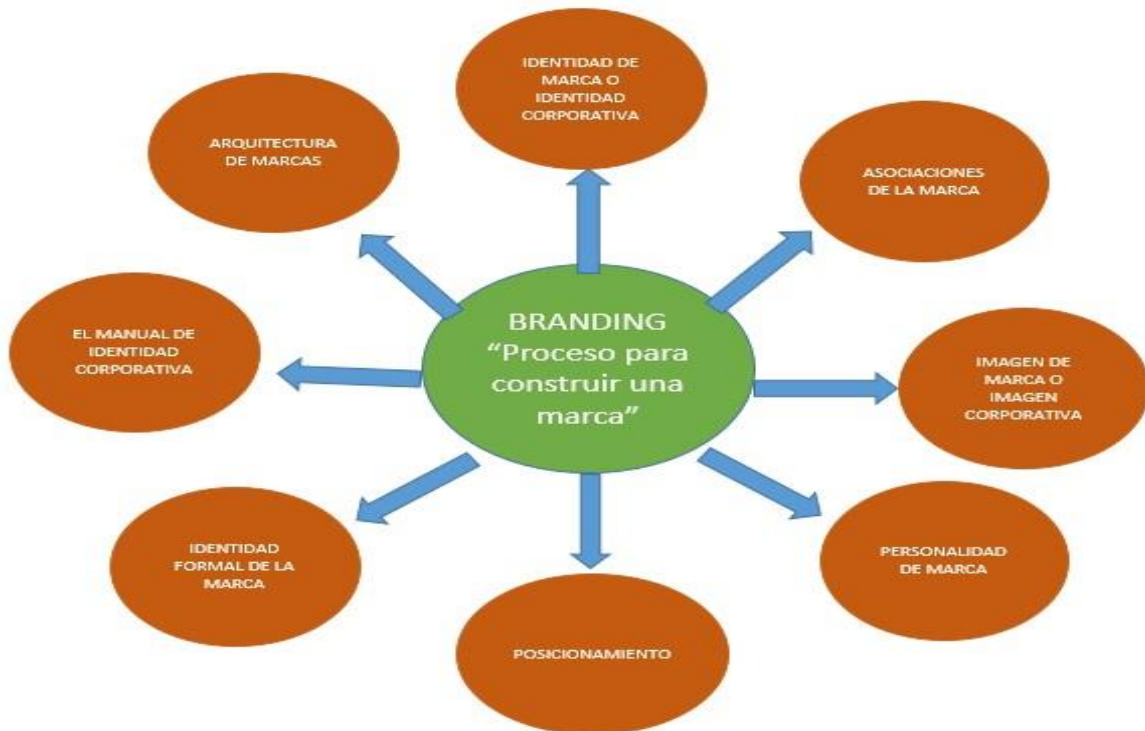 IDENTIDAD DE
MARCA O
IDENTIDAD
CORPORATIVA
ARQUITECTURA
DE MARCAS
ASOCIACIONES
DE LA MARCA
EL MANUAL DE
IDENTIDAD
CORPORATIVA
BRANDING
“Proceso para
construir una
marca”
IMAGEN DE
MARCA O
IMAGEN
CORPORATIVA
IDENTIDAD
FORMAL DE LA
MARCA
PERSONALIDAD
DE MARCA
POSICIONAMIENTO